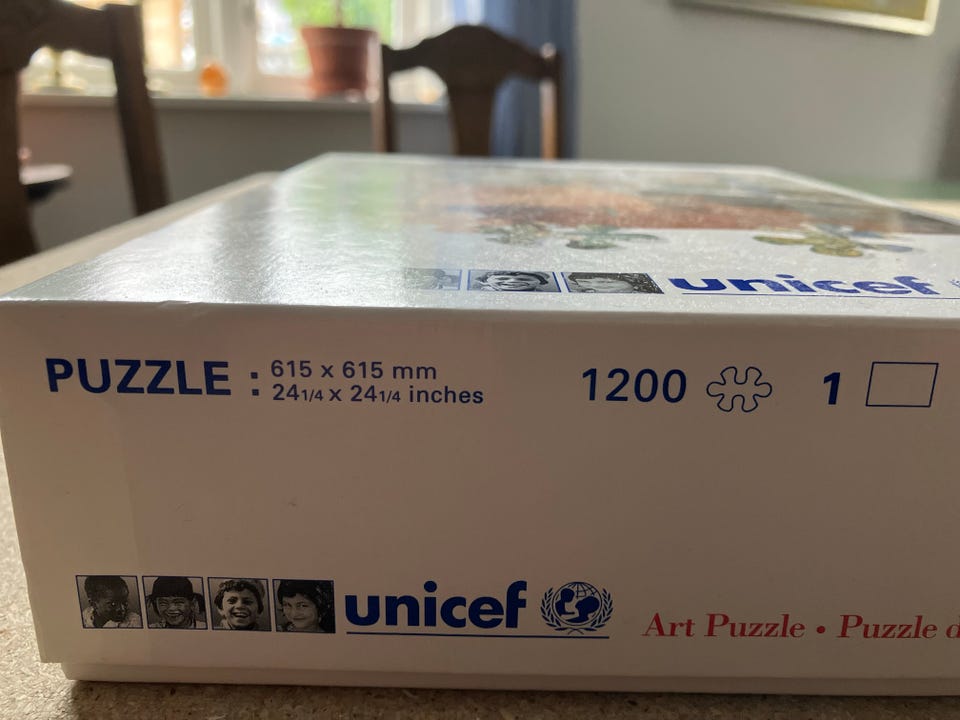 unicef
PUZZLE : 615 x 615 mm
24 1/4 x 24 1/4 inches
1200
1
unicef
Art Puzzle • Puzzle d